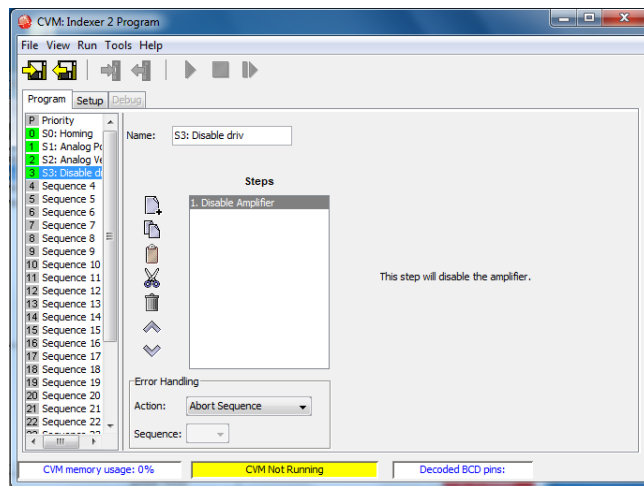 CVM: Indexer 2 Program
File View Run Tools Help
Program Setup Debug
P Priority
0 S0: Homing
1 S1: Analog Po
2 S2: Analog Ve
3 S3: Disable dr
4 Sequence 4
5 Sequence 5
6 Sequence 6
7 Sequence 7
8 Sequence 8
9 Sequence 9
10 Sequence 10
11 Sequence 11
12 Sequence 12
13 Sequence 13
14 Sequence 14
15 Sequence 15
16 Sequence 16
17 Sequence 17
18 Sequence 18
19 Sequence 19
20 Sequence 20
21 Sequence 21
22 Sequence 22
Name: S3: Disable driv
Steps
1. Disable Amplifier
This step will disable the amplifier.
Error Handling
Action: Abort Sequence
Sequence:
CVM memory usage: 0% CVM Not Running Decoded BCD pins: